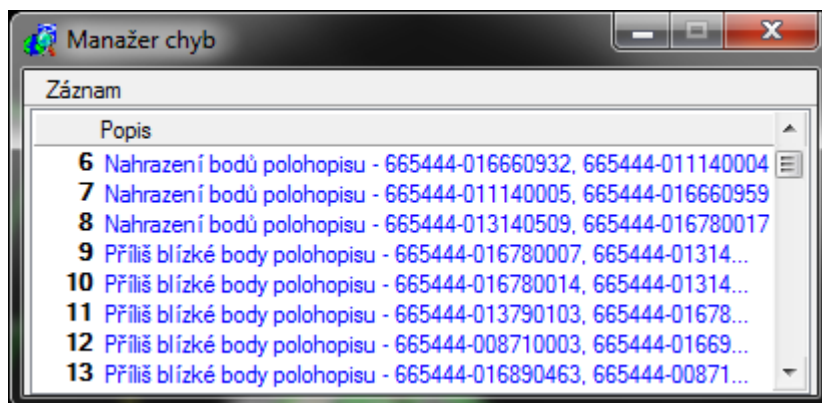 Manažer chyb
Záznam
Popis
6 Nahrazení bodů polohopisu - 665444-016660932, 665444-011140004
7 Nahrazení bodů polohopisu - 665444-011140005, 665444-016660959
8 Nahrazení bodů polohopisu - 665444-013140509, 665444-016780017
9 Příliš blízké body polohopisu - 665444-016780007, 665444-01314...
10 Příliš blízké body polohopisu - 665444-016780014, 665444-01314...
11 Příliš blízké body polohopisu - 665444-013790103, 665444-01678...
12 Příliš blízké body polohopisu - 665444-008710003, 665444-01669...
13 Příliš blízké body polohopisu - 665444-016890463, 665444-00871...